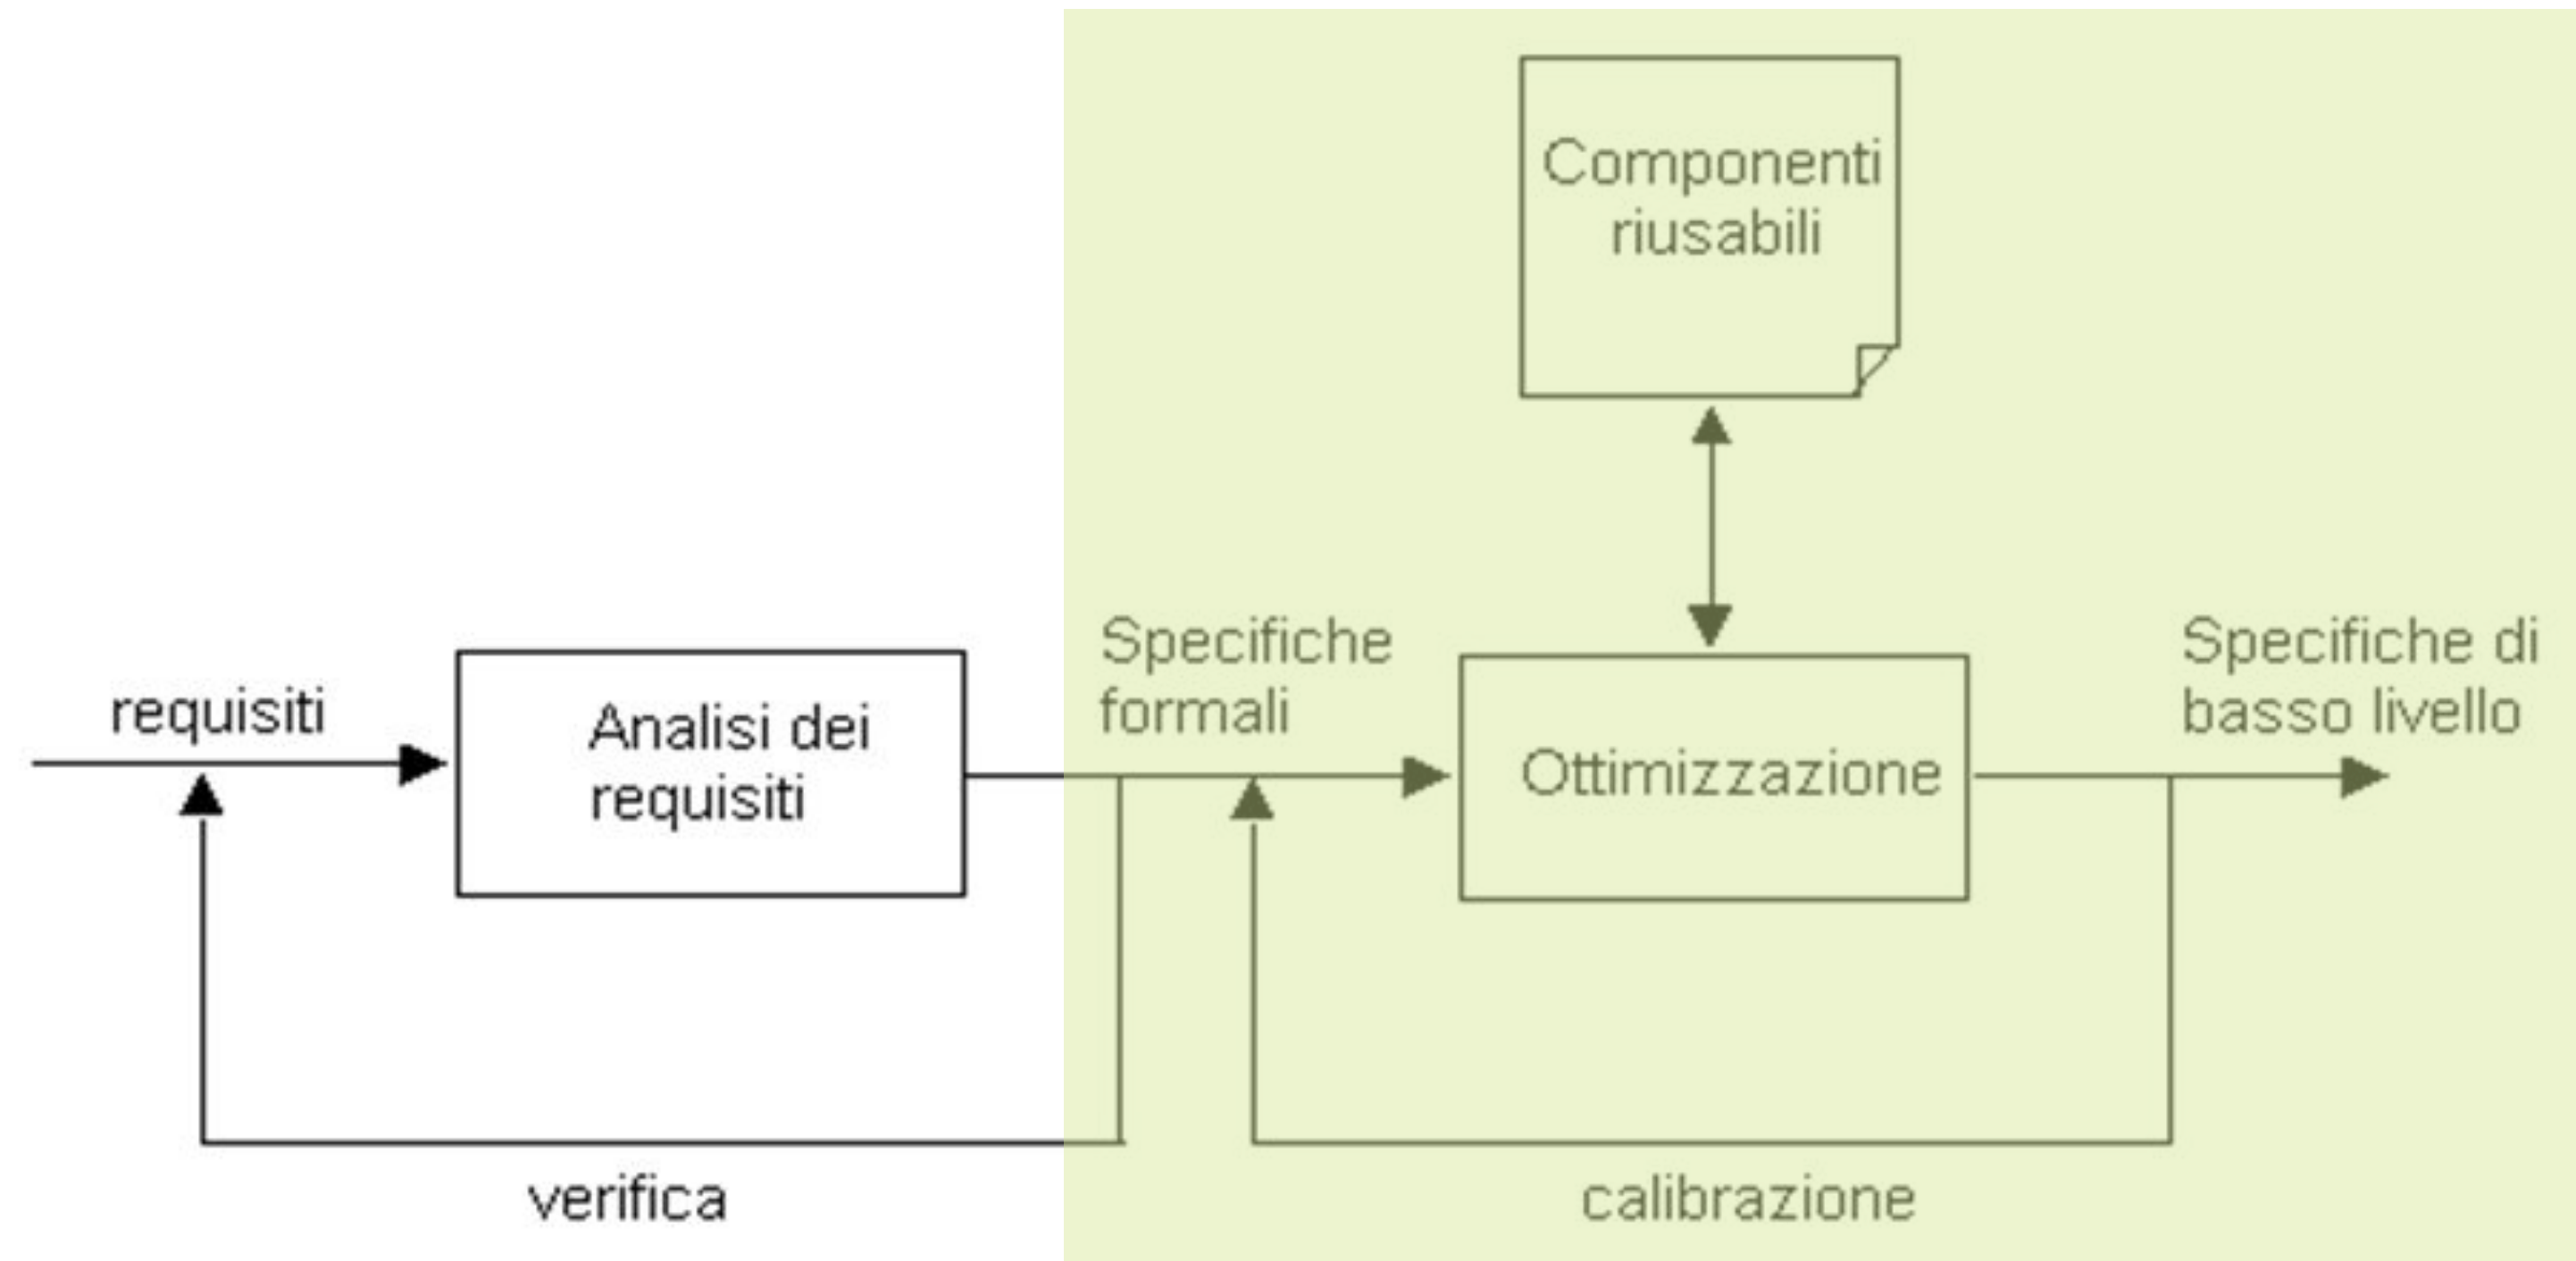 Componenti
riusabili
requisiti
Analisi dei
requisiti
Specifiche
formali
Ottimizzazione
Specifiche di
basso livello
verifica
calibrazione